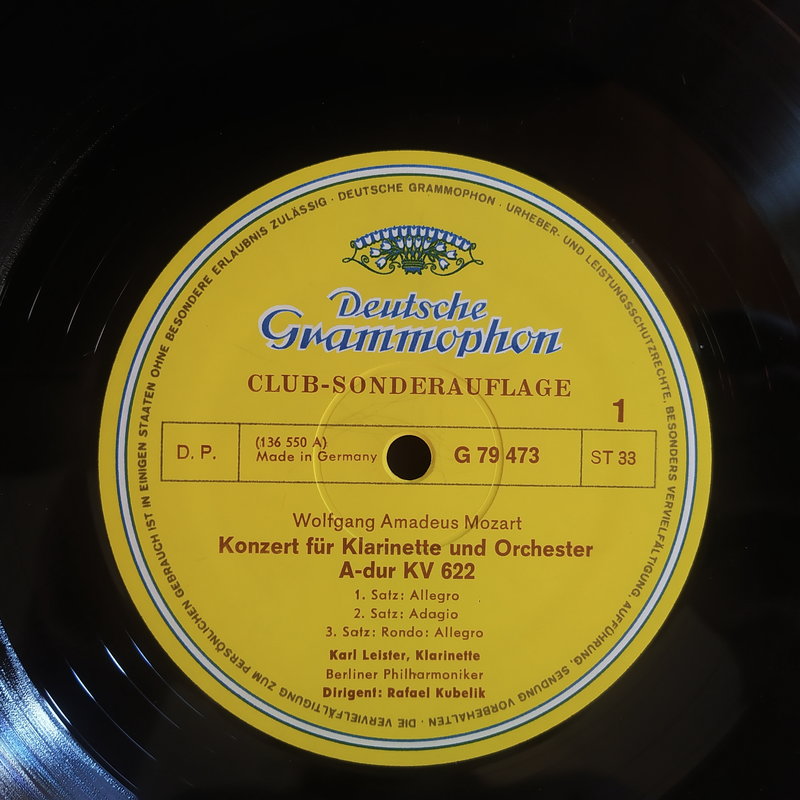 DEUTSCHE GRAMMOPHON · URHEBER- UND LEISTUNGSSCHUTZRECHTE, BESONDERS VERVIELFÄLTIGUNG, AUFFÜHRUNG, SENDUNG VORBEHALTEN · DIE VERVIELFÄLTIGUNG ZUM PERSÖNLICHEN GEBRAUCH IST IN EINIGEN STAATEN OHNE BESONDERE ERLAUBNIS ZULÄSSIG ·
Deutsche
Grammophon
CLUB-SONDERAUFLAGE
1
D. P.
(136 550 A)
Made in Germany
G 79 473
ST 33
Wolfgang Amadeus Mozart
Konzert für Klarinette und Orchester
A-dur KV 622
1. Satz: Allegro
2. Satz: Adagio
3. Satz: Rondo: Allegro
Karl Leister, Klarinette
Berliner Philharmoniker
Dirigent: Rafael Kubelik